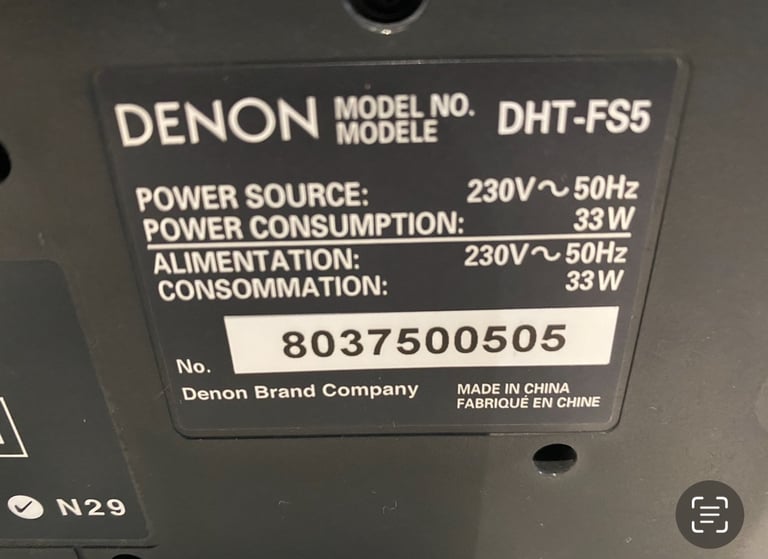 DENON MODEL NO. DHT-FS5
MODÈLE
POWER SOURCE: 230V~50Hz
POWER CONSUMPTION: 33W
ALIMENTATION: 230V~50Hz
CONSOMMATION: 33W
No. 8037500505
Denon Brand Company MADE IN CHINA
FABRIQUÉ EN CHINE
N29